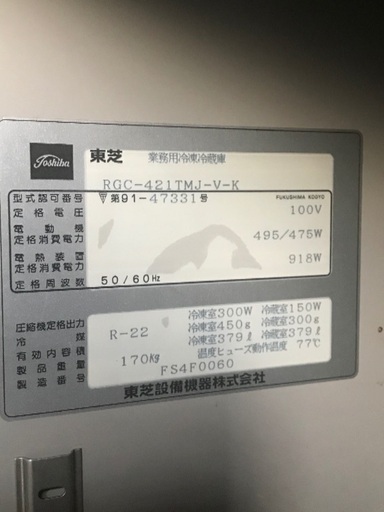 Toshiba
東芝 業務用冷凍冷蔵庫
RGC-421TMJ-V-K
型式認可番号 第91-47331号 FUKUSHIMA KOGYO
定格電圧 100V
電動機
定格消費電力 495/475W
電熱装置
定格消費電力 918W
定格周波数 50/60Hz
圧縮機定格出力 冷凍室300W 冷蔵室150W
冷媒 R-22 冷凍室450g 冷蔵室300g
有効内容積 冷凍室379ℓ 冷蔵室379ℓ
製品重量 170kg 温度ヒューズ動作温度 77℃
製造番号 FS4F0060
東芝設備機器株式会社